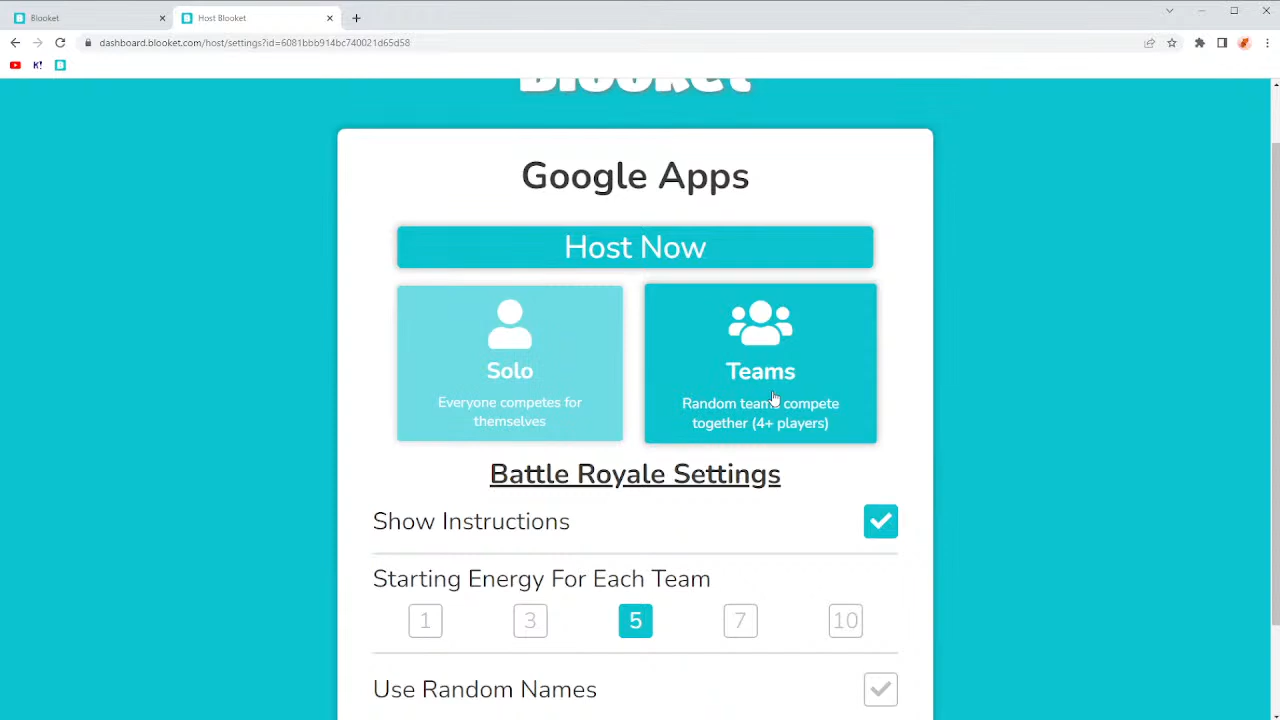 Blooket
Host Blooket
dashboard.blooket.com/host/settings?id=6081bbb914bc740021d65d58
K!
Blooket
Google Apps
Host Now
Solo
Everyone competes for
themselves
Teams
Random teams compete
together (4+ players)
Battle Royale Settings
Show Instructions
Starting Energy For Each Team
1 3 5 7 10
Use Random Names